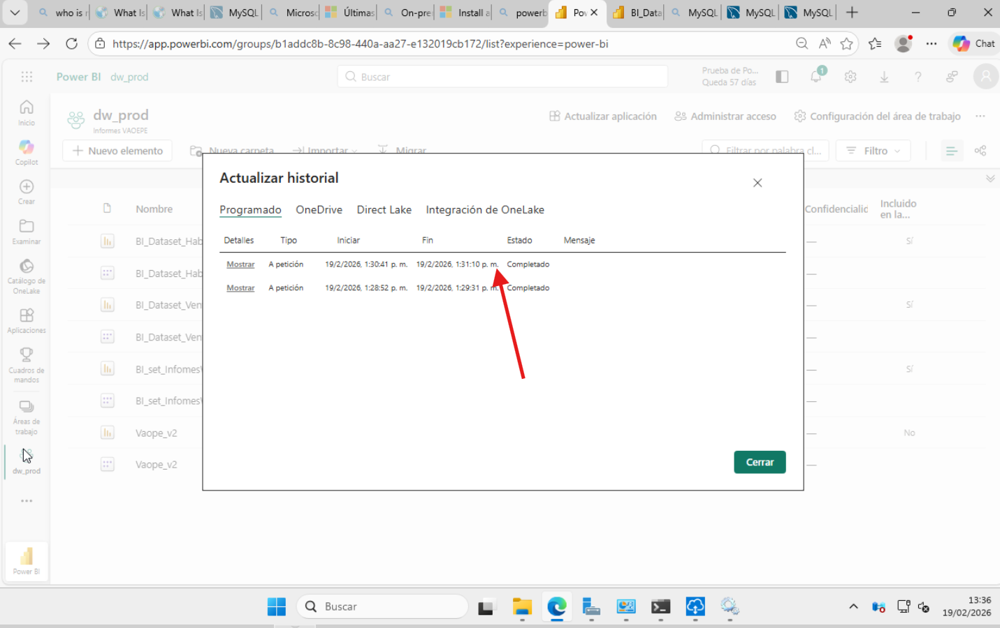 who is r
What Is
What Is
MySQL
Microsc
Últimas
On-pre
Install a
powerb
Pov
BI_Data
MySQL
MySQL
MySQL
https://app.powerbi.com/groups/b1addc8b-8c98-440a-aa27-e132019cb172/list?experience=power-bi
Chat
Power BI dw_prod
Buscar
Prueba de Po...
Queda 57 días
1
Inicio
Copilot
Crear
Examinar
Catálogo de
OneLake
Aplicaciones
Cuadros de
mandos
Áreas de
trabajo
dw_prod
Power BI
dw_prod
Informes VAOEPE
Actualizar aplicación
Administrar acceso
Configuración del área de trabajo
Nuevo elemento
Nueva carpeta
Importar
Migrar
Filtrar por palabra cl...
Filtro
Nombre
Confidencialid
Incluido
en la...
BI_Dataset_Hab
—
Sí
BI_Dataset_Hab
—
BI_Dataset_Ven
—
Sí
BI_Dataset_Ven
—
BI_set_InfomesV
—
Sí
BI_set_InfomesV
—
Vaope_v2
—
No
Vaope_v2
—
Actualizar historial
Programado OneDrive Direct Lake Integración de OneLake
Detalles Tipo Iniciar Fin Estado Mensaje
Mostrar A petición 19/2/2026, 1:30:41 p. m. 19/2/2026, 1:31:10 p. m. Completado
Mostrar A petición 19/2/2026, 1:28:52 p. m. 19/2/2026, 1:29:31 p. m. Completado
Cerrar
Buscar
13:36
19/02/2026